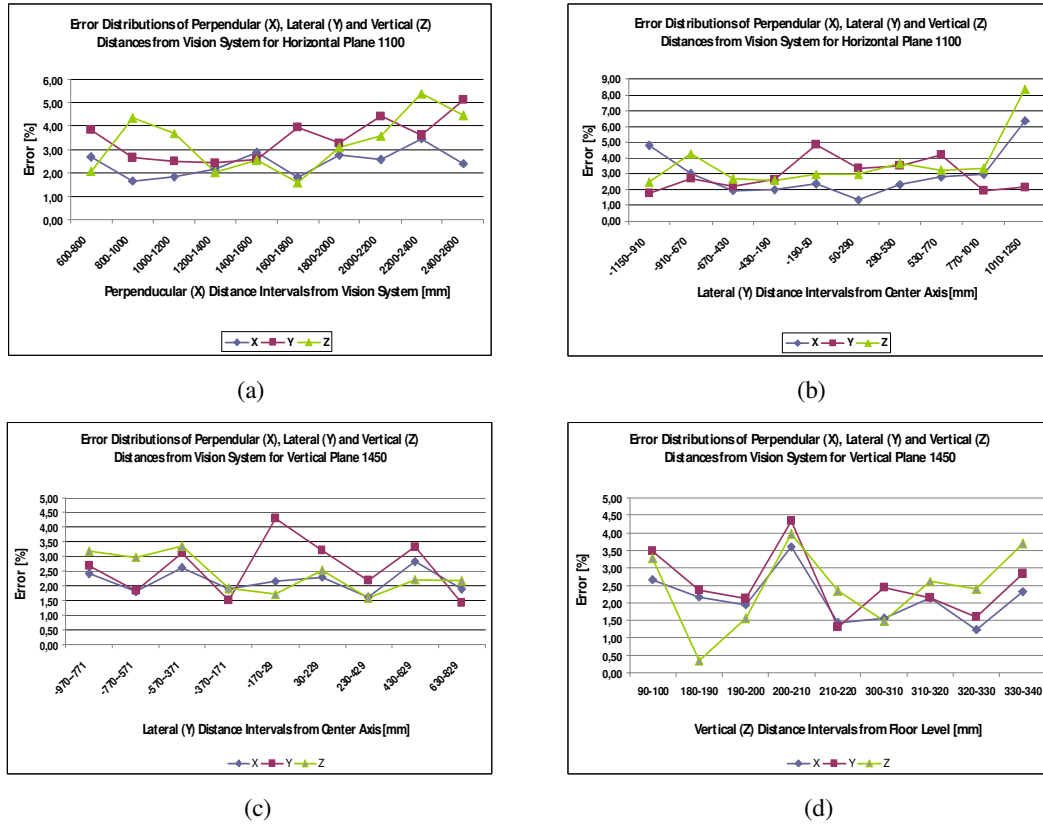 Error Distributions of Perpendular (X), Lateral (Y) and Vertical (Z)
Distances from Vision System for Horizontal Plane 1100
6,00
5,00
4,00
3,00
2,00
1,00
0,00
Error [%]
600-800
800-1000
1000-1200
1200-1400
1400-1600
1600-1800
1800-2000
2000-2200
2200-2400
2400-2600
Perpenducular (X) Distance Intervals from Vision System [mm]
X Y Z
(a)
Error Distributions of Perpendular (X), Lateral (Y) and Vertical (Z)
Distances from Vision System for Horizontal Plane 1100
9,00
8,00
7,00
6,00
5,00
4,00
3,00
2,00
1,00
0,00
Error [%]
-1150-910
-910-670
-670-430
-430-190
-190-50
50-290
290-530
530-770
770-1010
1010-1250
Lateral (Y) Distance Intervals from Center Axis [mm]
X Y Z
(b)
Error Distributions of Perpendular (X), Lateral (Y) and Vertical (Z)
Distances from Vision System for Vertical Plane 1450
5,00
4,50
4,00
3,50
3,00
2,50
2,00
1,50
1,00
0,50
0,00
Error [%]
-970--771
-770--571
-570-371
-370-171
-170-29
30-229
230-429
430-629
630-829
Lateral (Y) Distance Intervals from Center Axis [mm]
X Y Z
(c)
Error Distributions of Perpendular (X), Lateral (Y) and Vertical (Z)
Distances from Vision System for Vertical Plane 1450
5,00
4,50
4,00
3,50
3,00
2,50
2,00
1,50
1,00
0,50
0,00
Error [%]
90-100 180-190 190-200 200-210 210-220 300-310 310-320 320-330 330-340
Vertical (Z) Distance Intervals from Floor Level [mm]
X Y Z
(d)